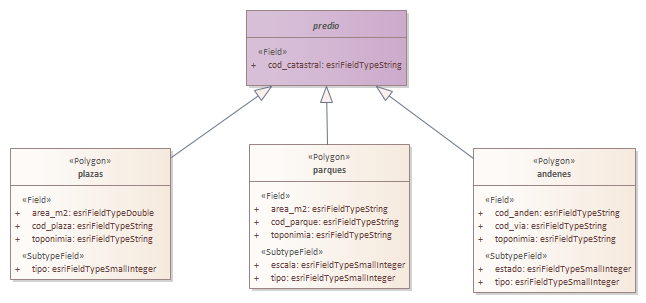 predio
«Field»
+ cod_catastral: esriFieldTypeString
«Polygon»
plazas
«Field»
+ area_m2: esriFieldTypeDouble
+ cod_plaza: esriFieldTypeString
+ toponimia: esriFieldTypeString
«SubtypeField»
+ tipo: esriFieldTypeSmallInteger
«Polygon»
parques
«Field»
+ area_m2: esriFieldTypeString
+ cod_parque: esriFieldTypeString
+ toponimia: esriFieldTypeString
«SubtypeField»
+ escala: esriFieldTypeSmallInteger
+ tipo: esriFieldTypeSmallInteger
«Polygon»
andenes
«Field»
+ cod_anden: esriFieldTypeString
+ cod_via: esriFieldTypeString
+ toponimia: esriFieldTypeString
«SubtypeField»
+ estado: esriFieldTypeSmallInteger
+ tipo: esriFieldTypeSmallInteger